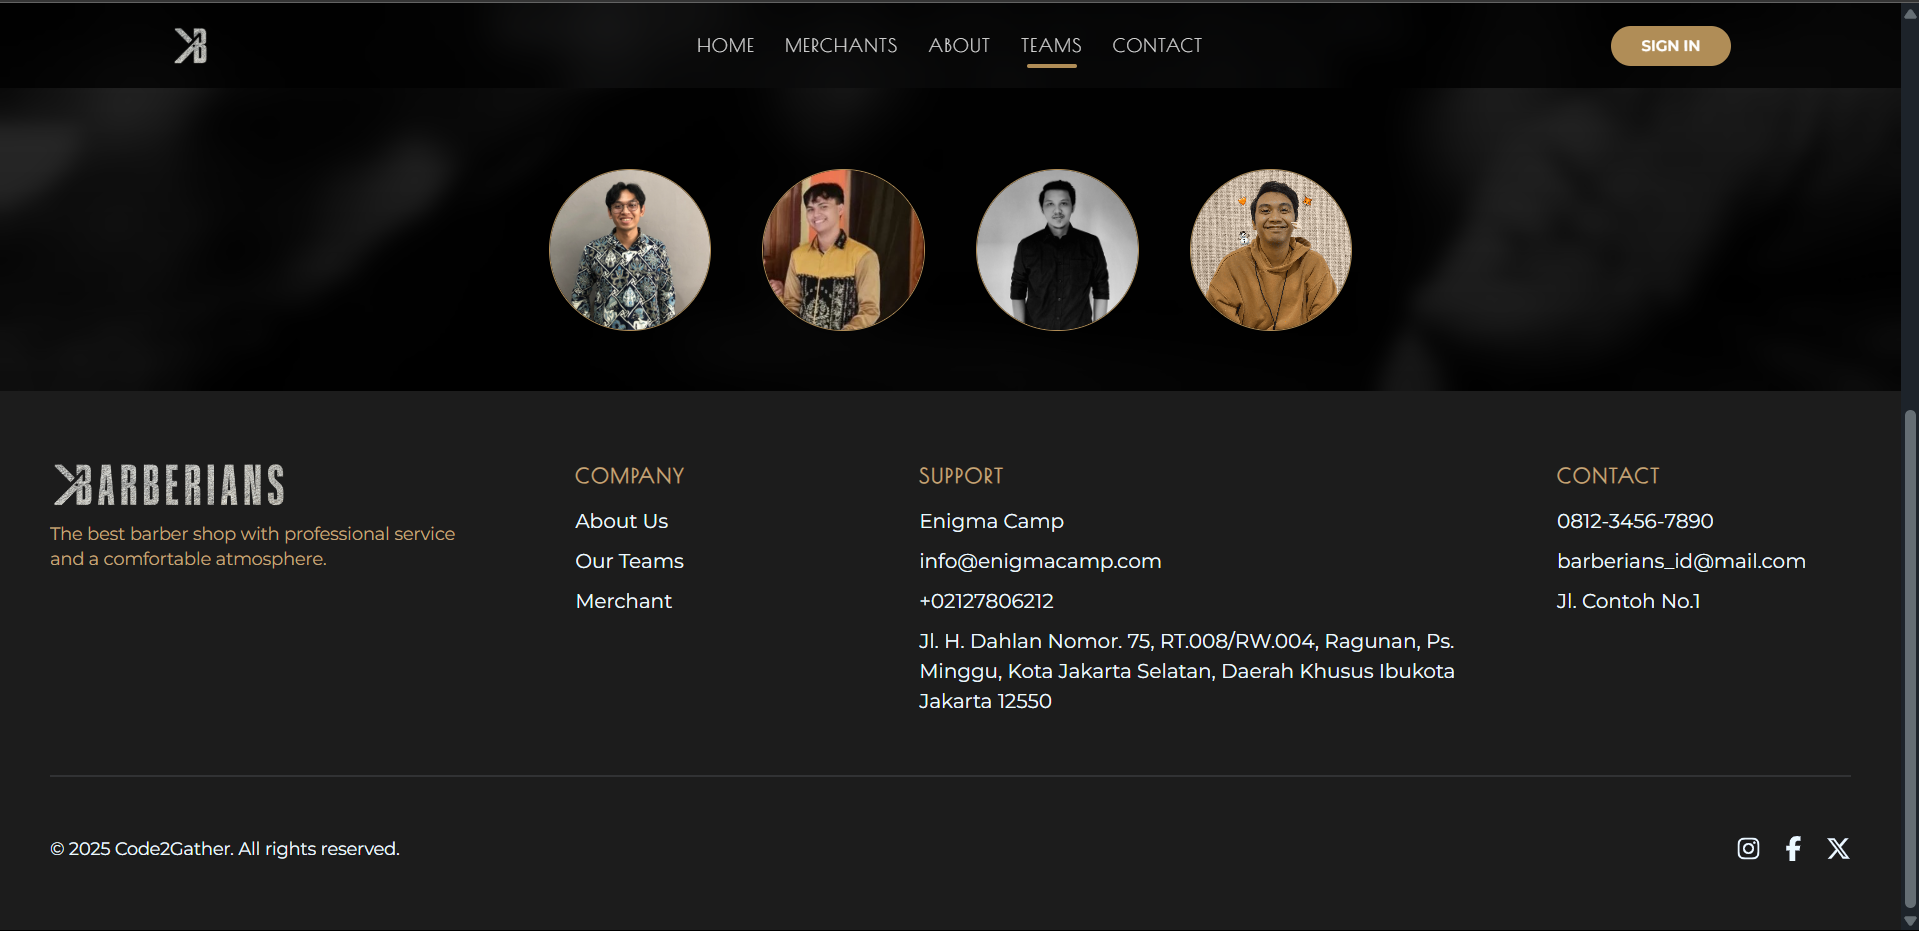 HOME MERCHANTS ABOUT TEAMS CONTACT
SIGN IN
BARBERIANS
The best barber shop with professional service
and a comfortable atmosphere.
COMPANY
About Us
Our Teams
Merchant
SUPPORT
Enigma Camp
info@enigmacamp.com
+02127806212
Jl. H. Dahlan Nomor. 75, RT.008/RW.004, Ragunan, Ps.
Minggu, Kota Jakarta Selatan, Daerah Khusus Ibukota
Jakarta 12550
CONTACT
0812-3456-7890
barberians_id@mail.com
Jl. Contoh No.1
© 2025 Code2Gather. All rights reserved.